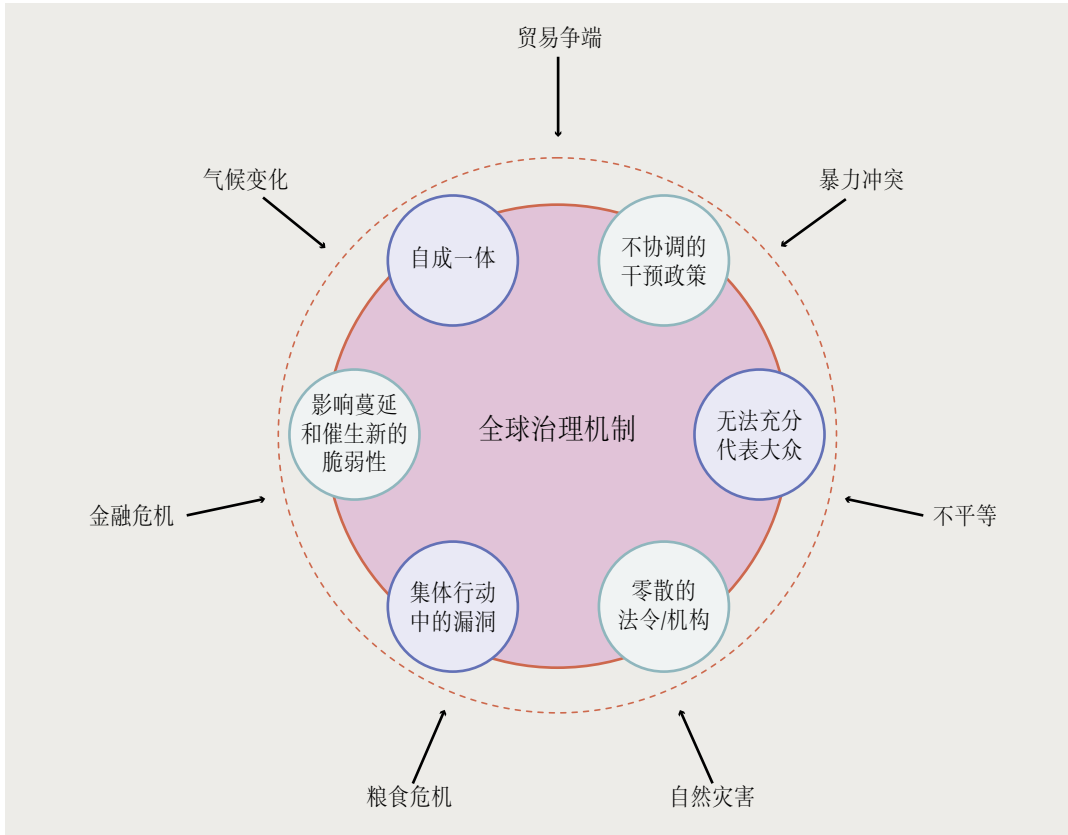 贸易争端
气候变化
暴力冲突
自成一体
不协调的
干预政策
影响蔓延
和催生新的
脆弱性
全球治理机制
无法充分
代表大众
金融危机
不平等
集体行动
中的漏洞
零散的
法令/机构
粮食危机
自然灾害